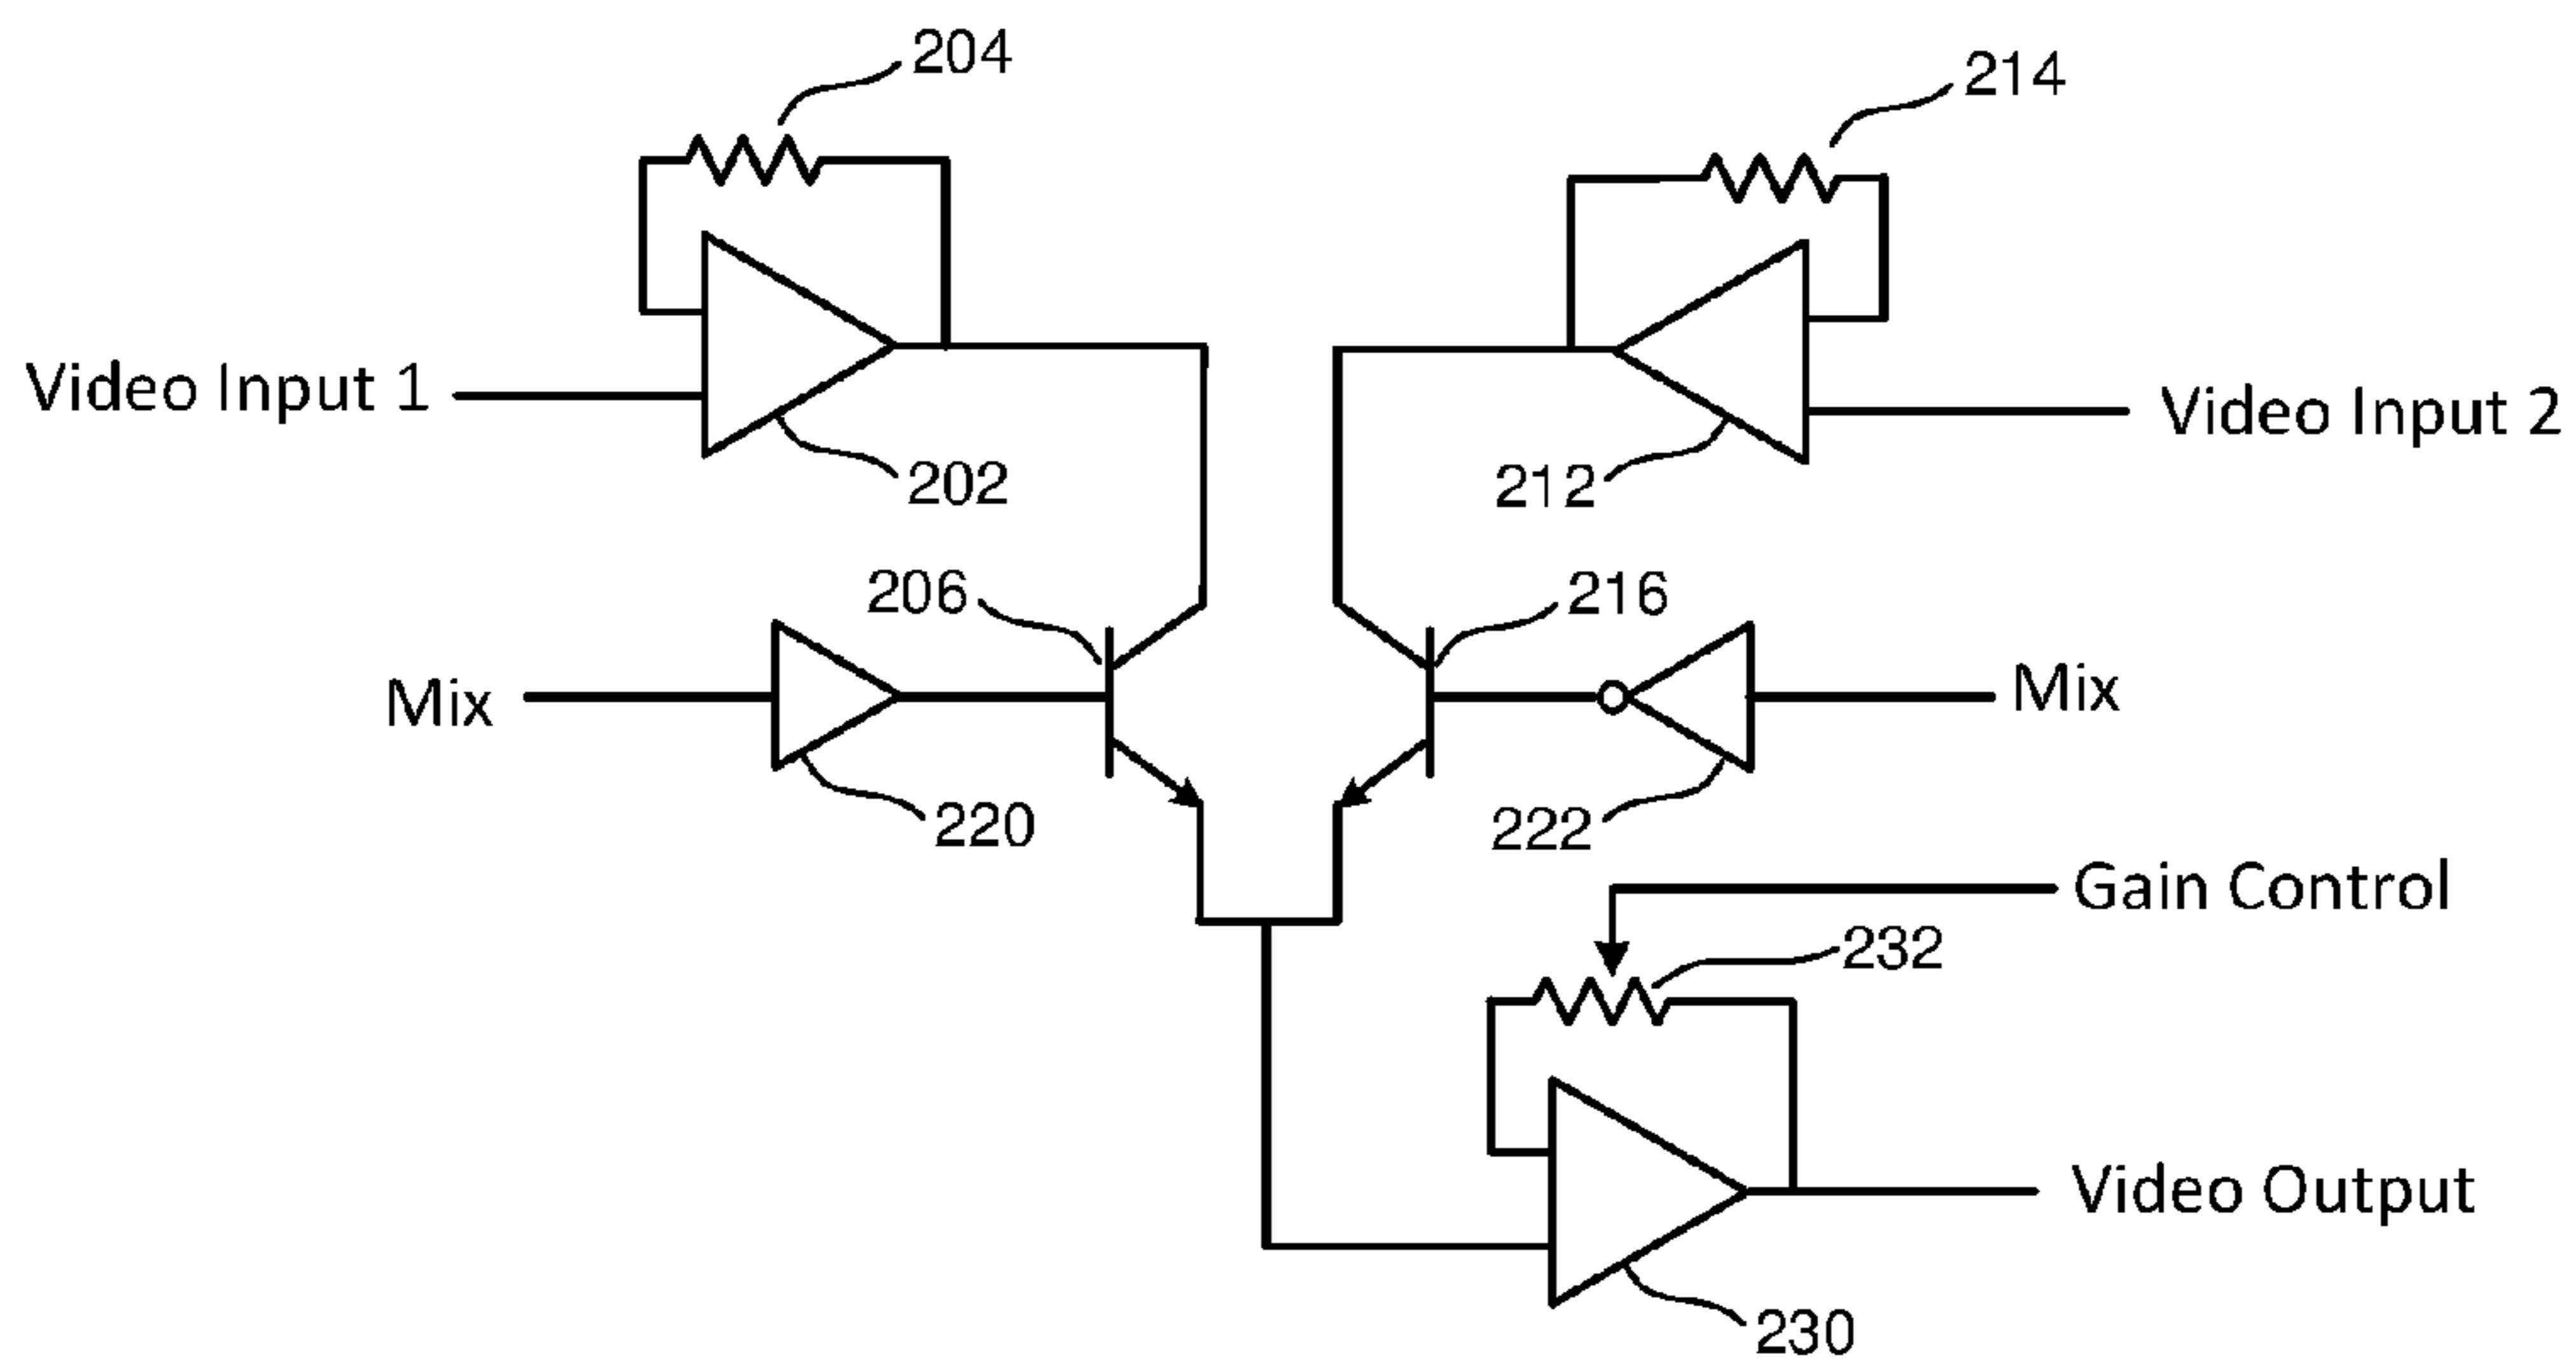 204
214
Video Input 1
Video Input 2
202
212
206
216
Mix
Mix
220
222
Gain Control
232
Video Output
230